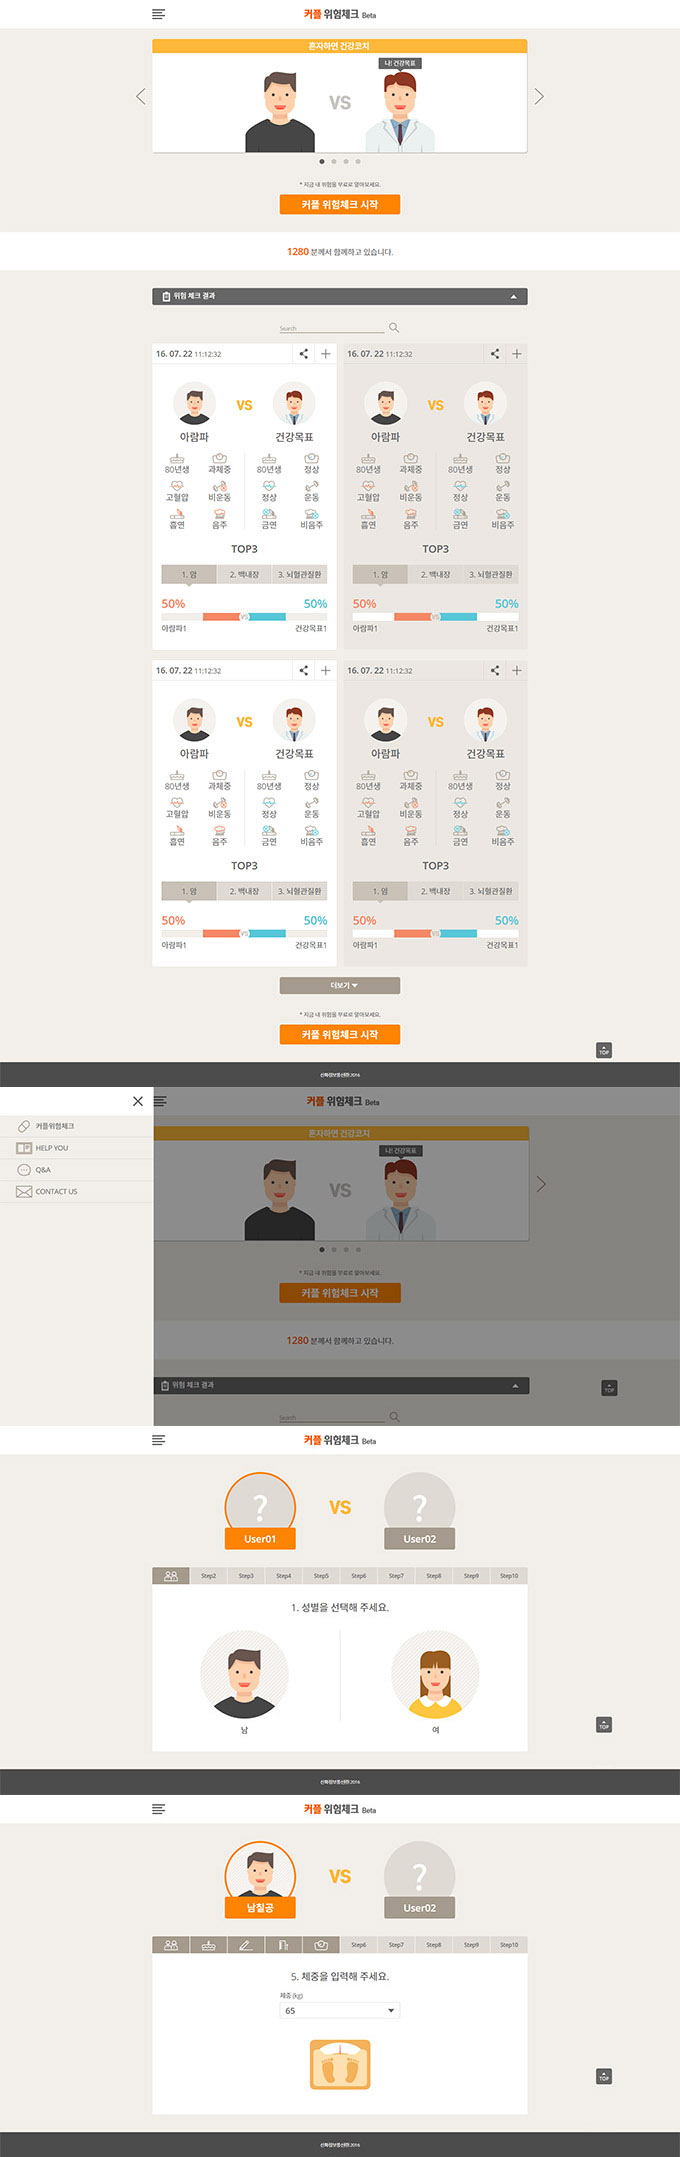 커플 위험체크 Beta
혼자하면 건강코치
나! 건강목표
VS
* 지금 내 위험을 무료로 알아보세요.
커플 위험체크 시작
1280 분께서 함께하고 있습니다.
위험 체크 결과
Search
16. 07. 22 11:12:32
16. 07. 22 11:12:32
VS
VS
아람파 건강목표
아람파 건강목표
80년생 과체중 80년생 정상
80년생 과체중 80년생 정상
고혈압 비운동 정상 운동
고혈압 비운동 정상 운동
흡연 음주 금연 비음주
흡연 음주 금연 비음주
TOP3
TOP3
1. 암 2. 백내장 3. 뇌혈관질환
1. 암 2. 백내장 3. 뇌혈관질환
50% 50%
50% 50%
VS
VS
아람파1 건강목표1
아람파1 건강목표1
16. 07. 22 11:12:32
16. 07. 22 11:12:32
VS
VS
아람파 건강목표
아람파 건강목표
80년생 과체중 80년생 정상
80년생 과체중 80년생 정상
고혈압 비운동 정상 운동
고혈압 비운동 정상 운동
흡연 음주 금연 비음주
흡연 음주 금연 비음주
TOP3
TOP3
1. 암 2. 백내장 3. 뇌혈관질환
1. 암 2. 백내장 3. 뇌혈관질환
50% 50%
50% 50%
VS
VS
아람파1 건강목표1
아람파1 건강목표1
더보기
* 지금 내 위험을 무료로 알아보세요.
커플 위험체크 시작
TOP
커플위험체크
HELP YOU
Q&A
CONTACT US
커플 위험체크 Beta
혼자하면 건강코치
나! 건강목표
VS
* 지금 내 위험을 무료로 알아보세요.
커플 위험체크 시작
1280 분께서 함께하고 있습니다.
위험 체크 결과
TOP
Search
커플 위험체크 Beta
? VS ?
User01 User02
Step2 Step3 Step4 Step5 Step6 Step7 Step8 Step9 Step10
1. 성별을 선택해 주세요.
남 여
TOP
커플 위험체크 Beta
VS ?
남칠공 User02
Step6 Step7 Step8 Step9 Step10
5. 체중을 입력해 주세요.
체중 (kg)
65
TOP